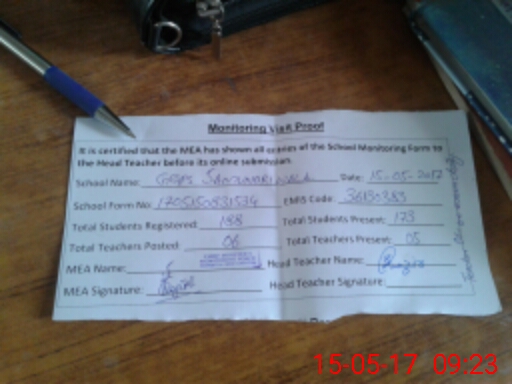 Monitoring Visit Proof
It is certified that the MEA has shown all entries of the School Monitoring Form to
the Head Teacher before its online submission.
School Name: Date: 15-05-2017
School Form No: 1705150831534 EMIS Code: 36130383
Total Students Registered: 188 Total Students Present: 173
Total Teachers Posted: 06 Total Teachers Present: 05
MEA Name: Head Teacher Name:
MEA Signature: Head Teacher Signature:
15-05-17 09:23